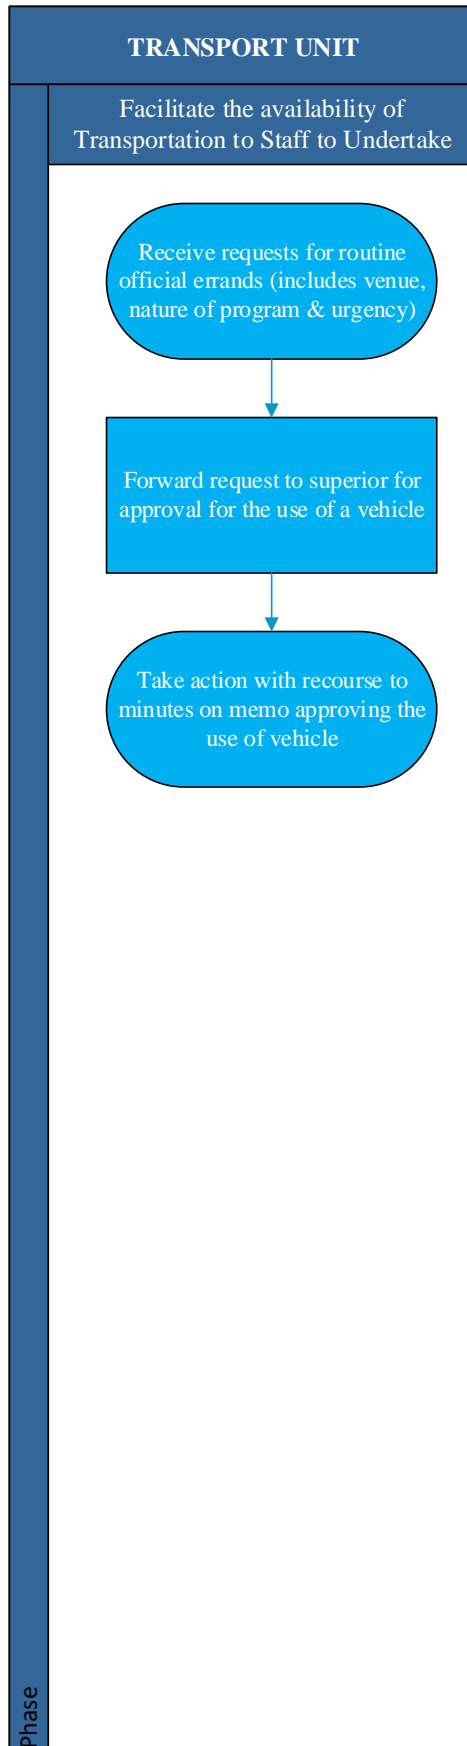 TRANSPORT UNIT
Facilitate the availability of
Transportation to Staff to Undertake
Receive requests for routine
official errands (includes venue,
nature of program & urgency)
Forward request to superior for
approval for the use of a vehicle
Take action with recourse to
minutes on memo approving the
use of vehicle
Phase